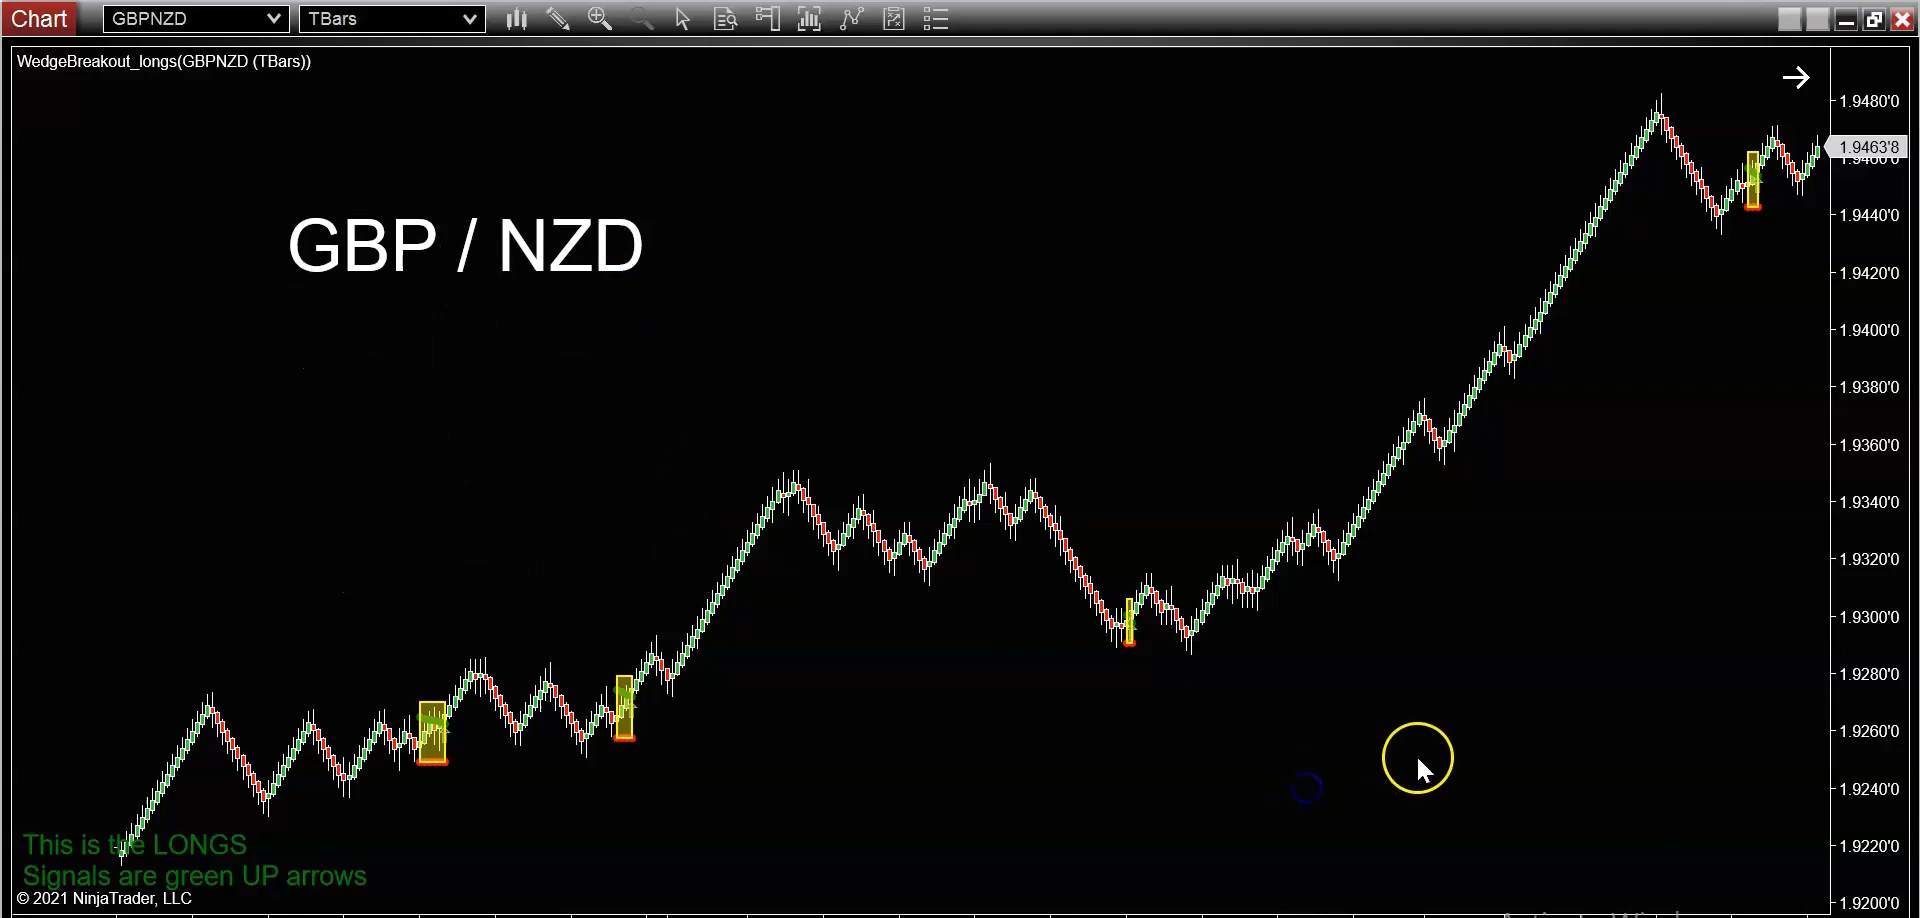 Chart GBPNZD TBars
WedgeBreakout_longs(GBPNZD (TBars))
GBP / NZD
1.9480'0
1.9463'8
1.9460'0
1.9440'0
1.9420'0
1.9400'0
1.9380'0
1.9360'0
1.9340'0
1.9320'0
1.9300'0
1.9280'0
1.9260'0
1.9240'0
1.9220'0
1.9200'0
This is the LONGS
Signals are green UP arrows
© 2021 NinjaTrader, LLC